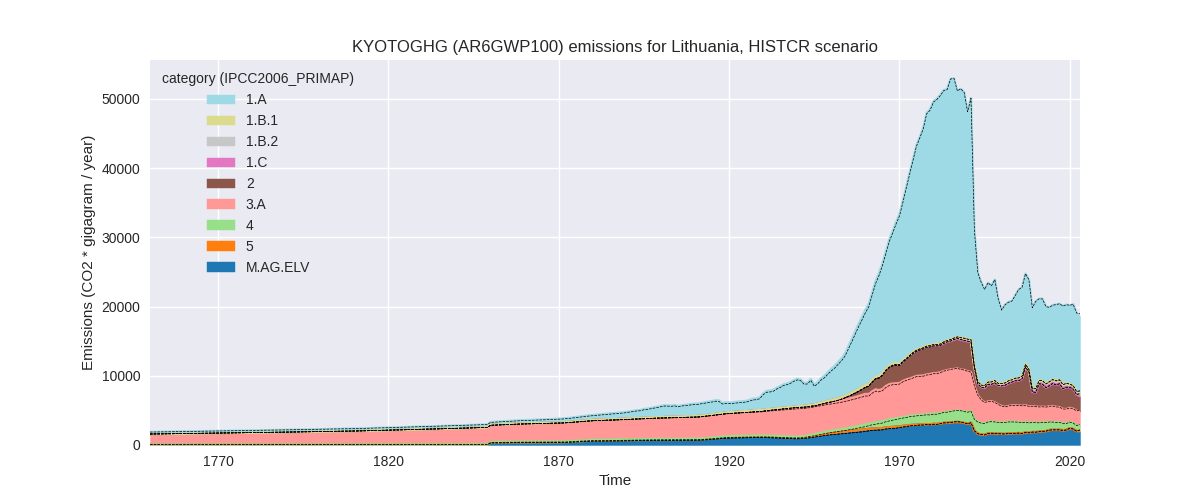 KYOTOGHG (AR6GWP100) emissions for Lithuania, HISTCR scenario
category (IPCC2006_PRIMAP)
1.A
1.B.1
1.B.2
1.C
2
3.A
4
5
M.AG.ELV
Emissions (CO2 * gigagram / year)
50000
40000
30000
20000
10000
0
1770 1820 1870 1920 1970 2020
Time